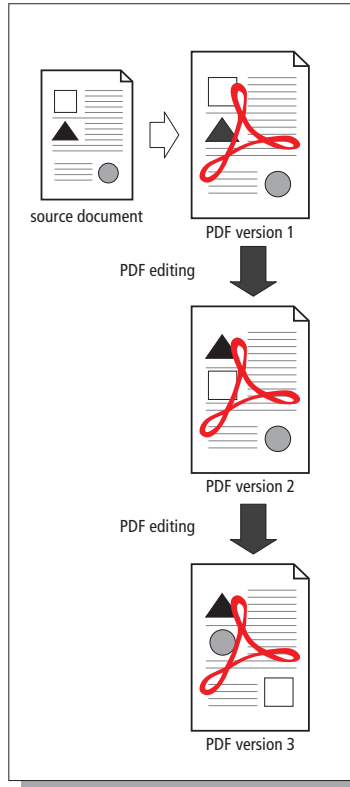 source document
PDF version 1
PDF editing
PDF version 2
PDF editing
PDF version 3